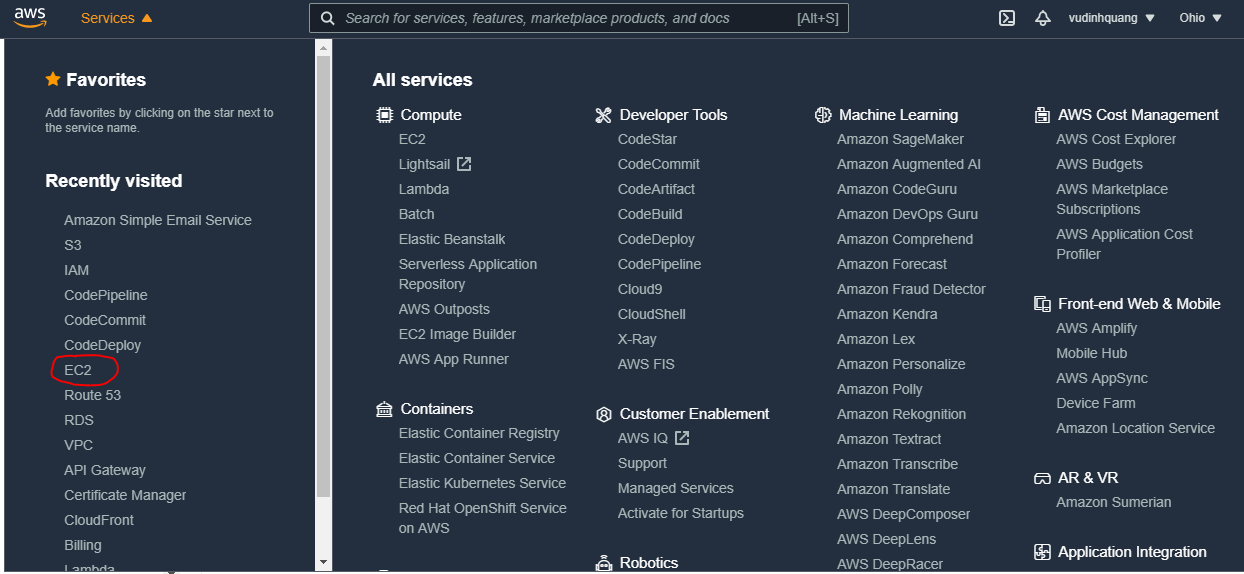 aws
Services
Search for services, features, marketplace products, and docs
[Alt+S]
vudinhquang
Ohio
Favorites
Add favorites by clicking on the star next to
the service name.
Recently visited
Amazon Simple Email Service
S3
IAM
CodePipeline
CodeCommit
CodeDeploy
EC2
Route 53
RDS
VPC
API Gateway
Certificate Manager
CloudFront
Billing
Lambda
All services
Compute
EC2
Lightsail
Lambda
Batch
Elastic Beanstalk
Serverless Application
Repository
AWS Outposts
EC2 Image Builder
AWS App Runner
Containers
Elastic Container Registry
Elastic Container Service
Elastic Kubernetes Service
Red Hat OpenShift Service
on AWS
Developer Tools
CodeStar
CodeCommit
CodeArtifact
CodeBuild
CodeDeploy
CodePipeline
Cloud9
CloudShell
X-Ray
AWS FIS
Customer Enablement
AWS IQ
Support
Managed Services
Activate for Startups
Robotics
Machine Learning
Amazon SageMaker
Amazon Augmented AI
Amazon CodeGuru
Amazon DevOps Guru
Amazon Comprehend
Amazon Forecast
Amazon Fraud Detector
Amazon Kendra
Amazon Lex
Amazon Personalize
Amazon Polly
Amazon Rekognition
Amazon Textract
Amazon Transcribe
Amazon Translate
AWS DeepComposer
AWS DeepLens
AWS DeepRacer
AWS Cost Management
AWS Cost Explorer
AWS Budgets
AWS Marketplace
Subscriptions
AWS Application Cost
Profiler
Front-end Web & Mobile
AWS Amplify
Mobile Hub
AWS AppSync
Device Farm
Amazon Location Service
AR & VR
Amazon Sumerian
Application Integration